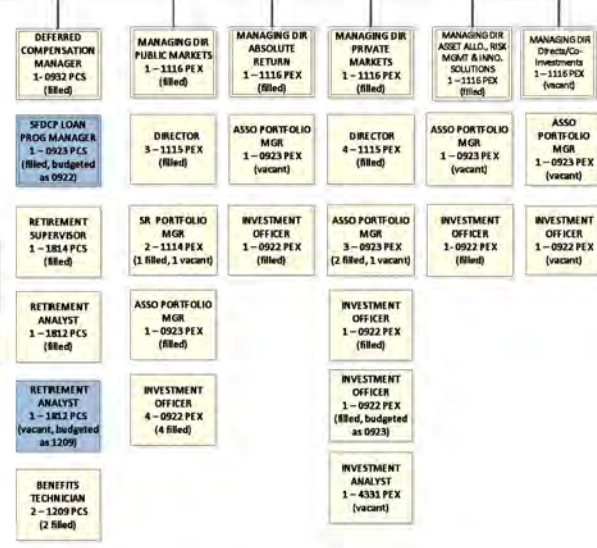 DEFERRED
COMPENSATION
MANAGER
1- 0932 PCS
(filled)
SFDCP LOAN
PROG MANAGER
1 – 0923 PCS
(filled, budgeted
as 0922)
RETIREMENT
SUPERVISOR
1 – 1814 PCS
(filled)
RETIREMENT
ANALYST
1 – 1812 PCS
(filled)
RETIREMENT
ANALYST
1 – 1812 PCS
(vacant, budgeted
as 1209)
BENEFITS
TECHNICIAN
2 – 1209 PCS
(2 filled)
MANAGING DIR
PUBLIC MARKETS
1 – 1116 PEX
(filled)
DIRECTOR
3 – 1115 PEX
(filled)
SR PORTFOLIO
MGR
2 – 1114 PEX
(1 filled, 1 vacant)
ASSO PORTFOLIO
MGR
1 – 0923 PEX
(filled)
INVESTMENT
OFFICER
4 – 0922 PEX
(4 filled)
MANAGING DIR
ABSOLUTE
RETURN
1 – 1116 PEX
(filled)
ASSO PORTFOLIO
MGR
1 – 0923 PEX
(vacant)
INVESTMENT
OFFICER
1 – 0922 PEX
(filled)
MANAGING DIR
PRIVATE
MARKETS
1 – 1116 PEX
(filled)
DIRECTOR
4 – 1115 PEX
(filled)
ASSO PORTFOLIO
MGR
3 – 0923 PEX
(2 filled, 1 vacant)
INVESTMENT
OFFICER
1 – 0922 PEX
(filled)
INVESTMENT
OFFICER
1 – 0922 PEX
(filled, budgeted
as 0923)
INVESTMENT
ANALYST
1 – 4331 PEX
(vacant)
MANAGING DIR
ASSET ALLO., RISK
MGMT & INNO.
SOLUTIONS
1 – 1116 PEX
(filled)
ASSO PORTFOLIO
MGR
1 – 0923 PEX
(vacant)
INVESTMENT
OFFICER
1- 0922 PEX
(filled)
MANAGING DIR
Directs/Co-
Investments
1 – 1116 PEX
(vacant)
ASSO
PORTFOLIO
MGR
1 – 0923 PEX
(vacant)
INVESTMENT
OFFICER
1 – 0922 PEX
(vacant)